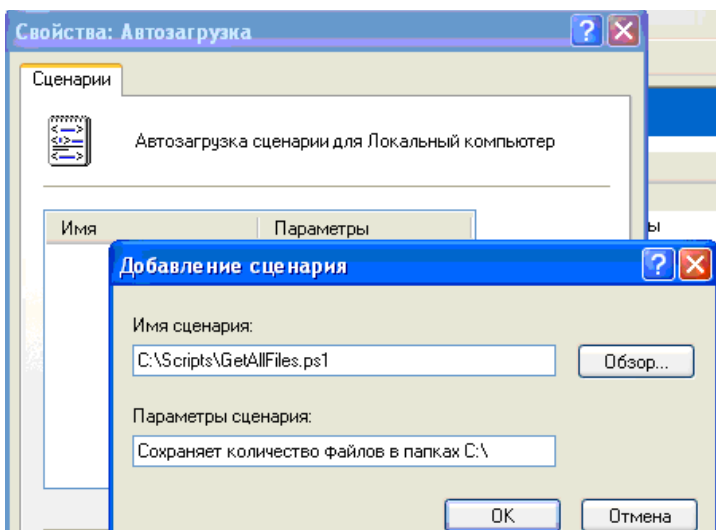 Свойства: Автозагрузка
Сценарии
Автозагрузка сценарии для Локальный компьютер
Имя Параметры
ы
Добавление сценария
Имя сценария:
C:\Scripts\GetAllFiles.ps1 Обзор...
Параметры сценария:
Сохраняет количество файлов в папках C:\
OK Отмена